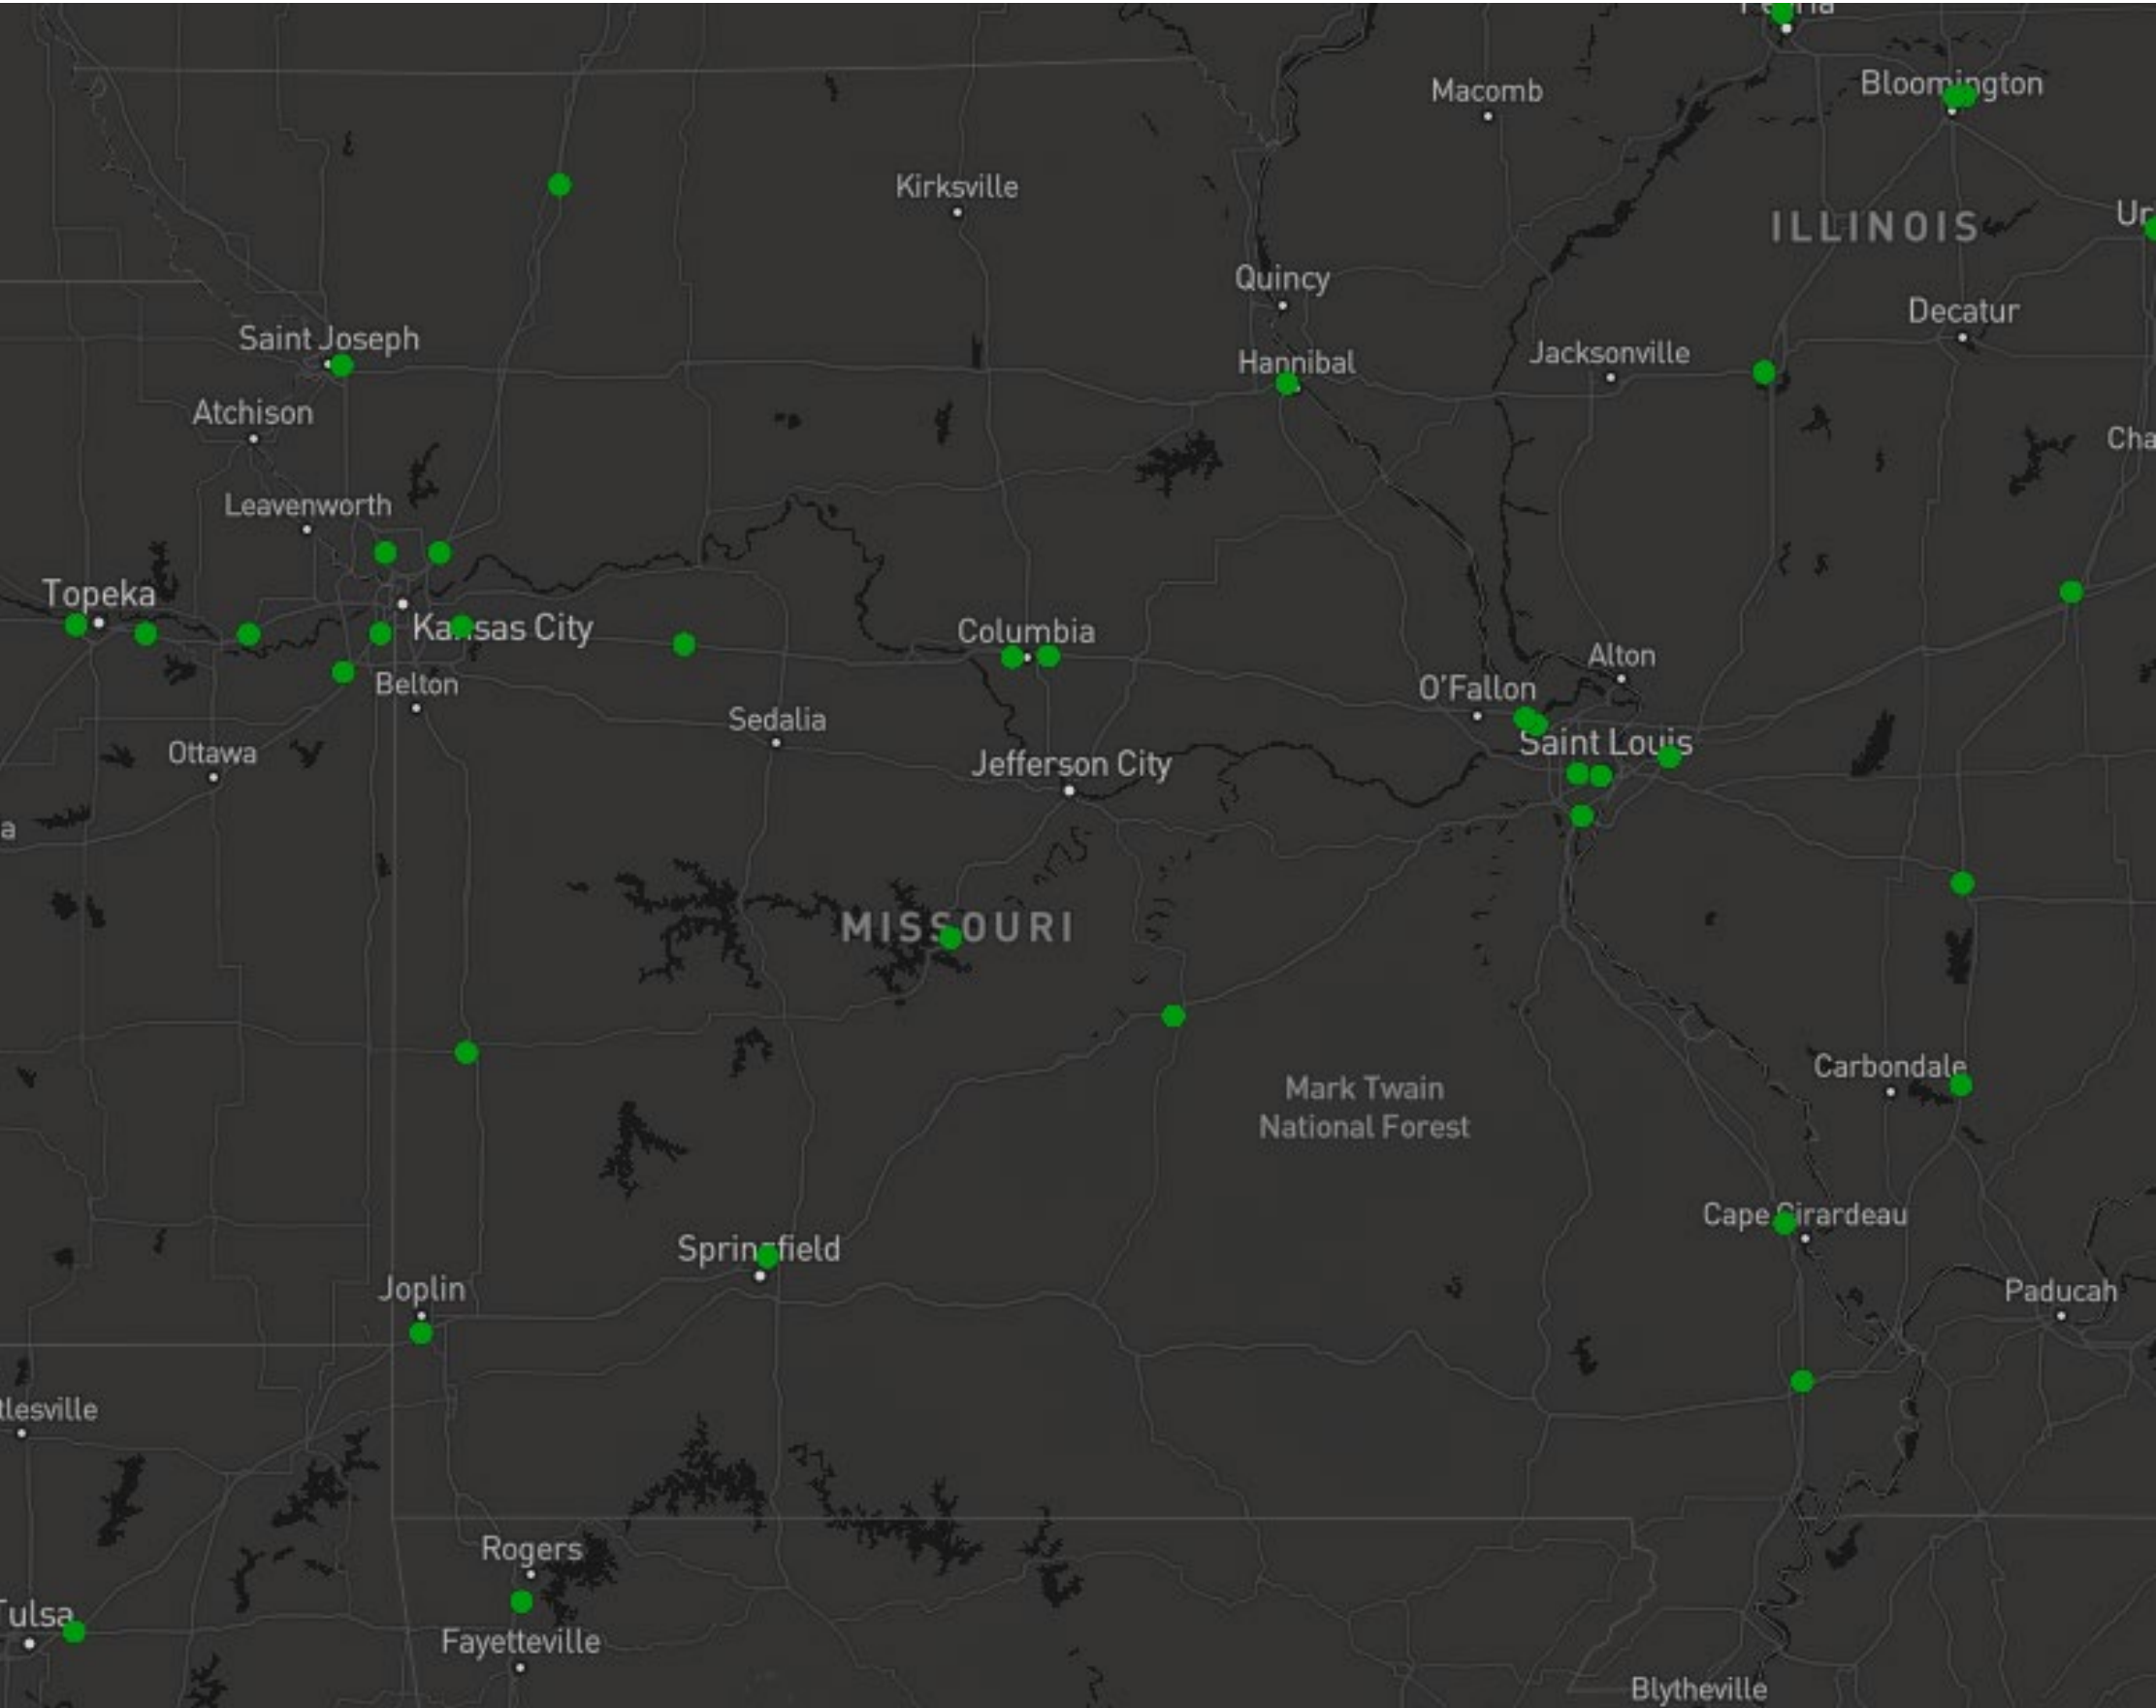 Macomb
Bloomington
Kirksville
ILLINOIS
Quincy
Decatur
Saint Joseph
Hannibal
Jacksonville
Atchison
Leavenworth
Topeka
Kansas City
Columbia
Alton
Belton
O'Fallon
Sedalia
Saint Louis
Ottawa
Jefferson City
MISSOURI
Carbondale
Mark Twain
National Forest
Cape Girardeau
Springfield
Joplin
Paducah
tlesville
Rogers
Tulsa
Fayetteville
Blytheville